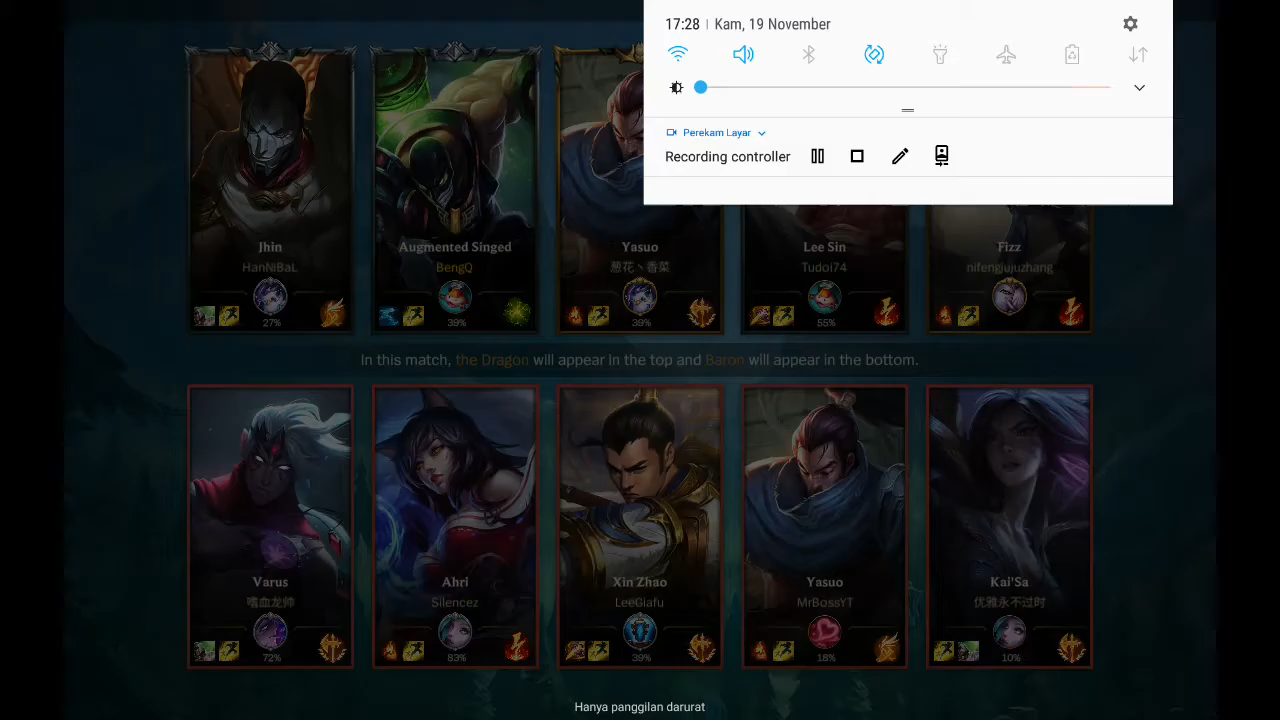 17:28 | Kam, 19 November
Perekam Layar
Recording controller
Jhin
HanNiBaL
27%
Augmented Singed
BengQ
39%
Yasuo
葱花丶香菜
39%
Lee Sin
Tudoi74
55%
Fizz
nifengjujuzhang
In this match, the Dragon will appear in the top and Baron will appear in the bottom.
Varus
嗜血龙帅
72%
Ahri
Silencez
83%
Xin Zhao
LeeGiafu
39%
Yasuo
MrBossYT
18%
Kai'Sa
优雅永不过时
10%
Hanya panggilan darurat